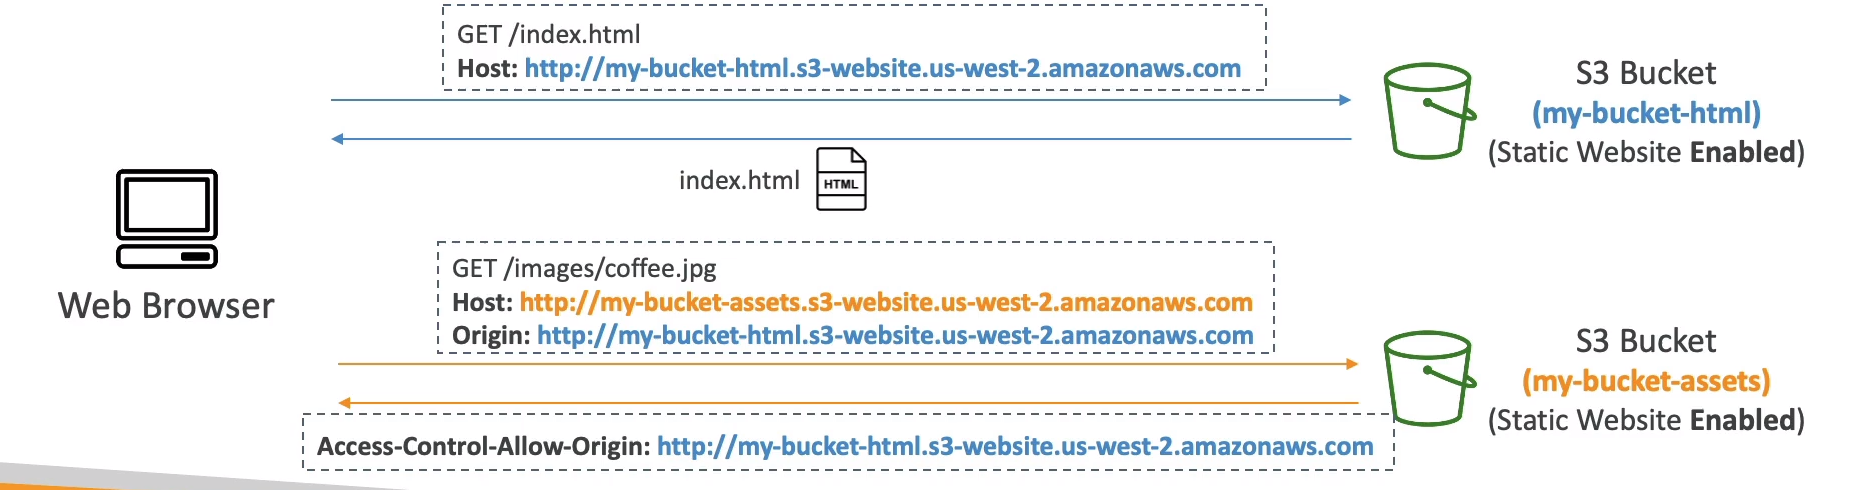 GET /index.html
Host: http://my-bucket-html.s3-website.us-west-2.amazonaws.com
S3 Bucket
(my-bucket-html)
(Static Website Enabled)
index.html
HTML
Web Browser
GET /images/coffee.jpg
Host: http://my-bucket-assets.s3-website.us-west-2.amazonaws.com
Origin: http://my-bucket-html.s3-website.us-west-2.amazonaws.com
S3 Bucket
(my-bucket-assets)
(Static Website Enabled)
Access-Control-Allow-Origin: http://my-bucket-html.s3-website.us-west-2.amazonaws.com